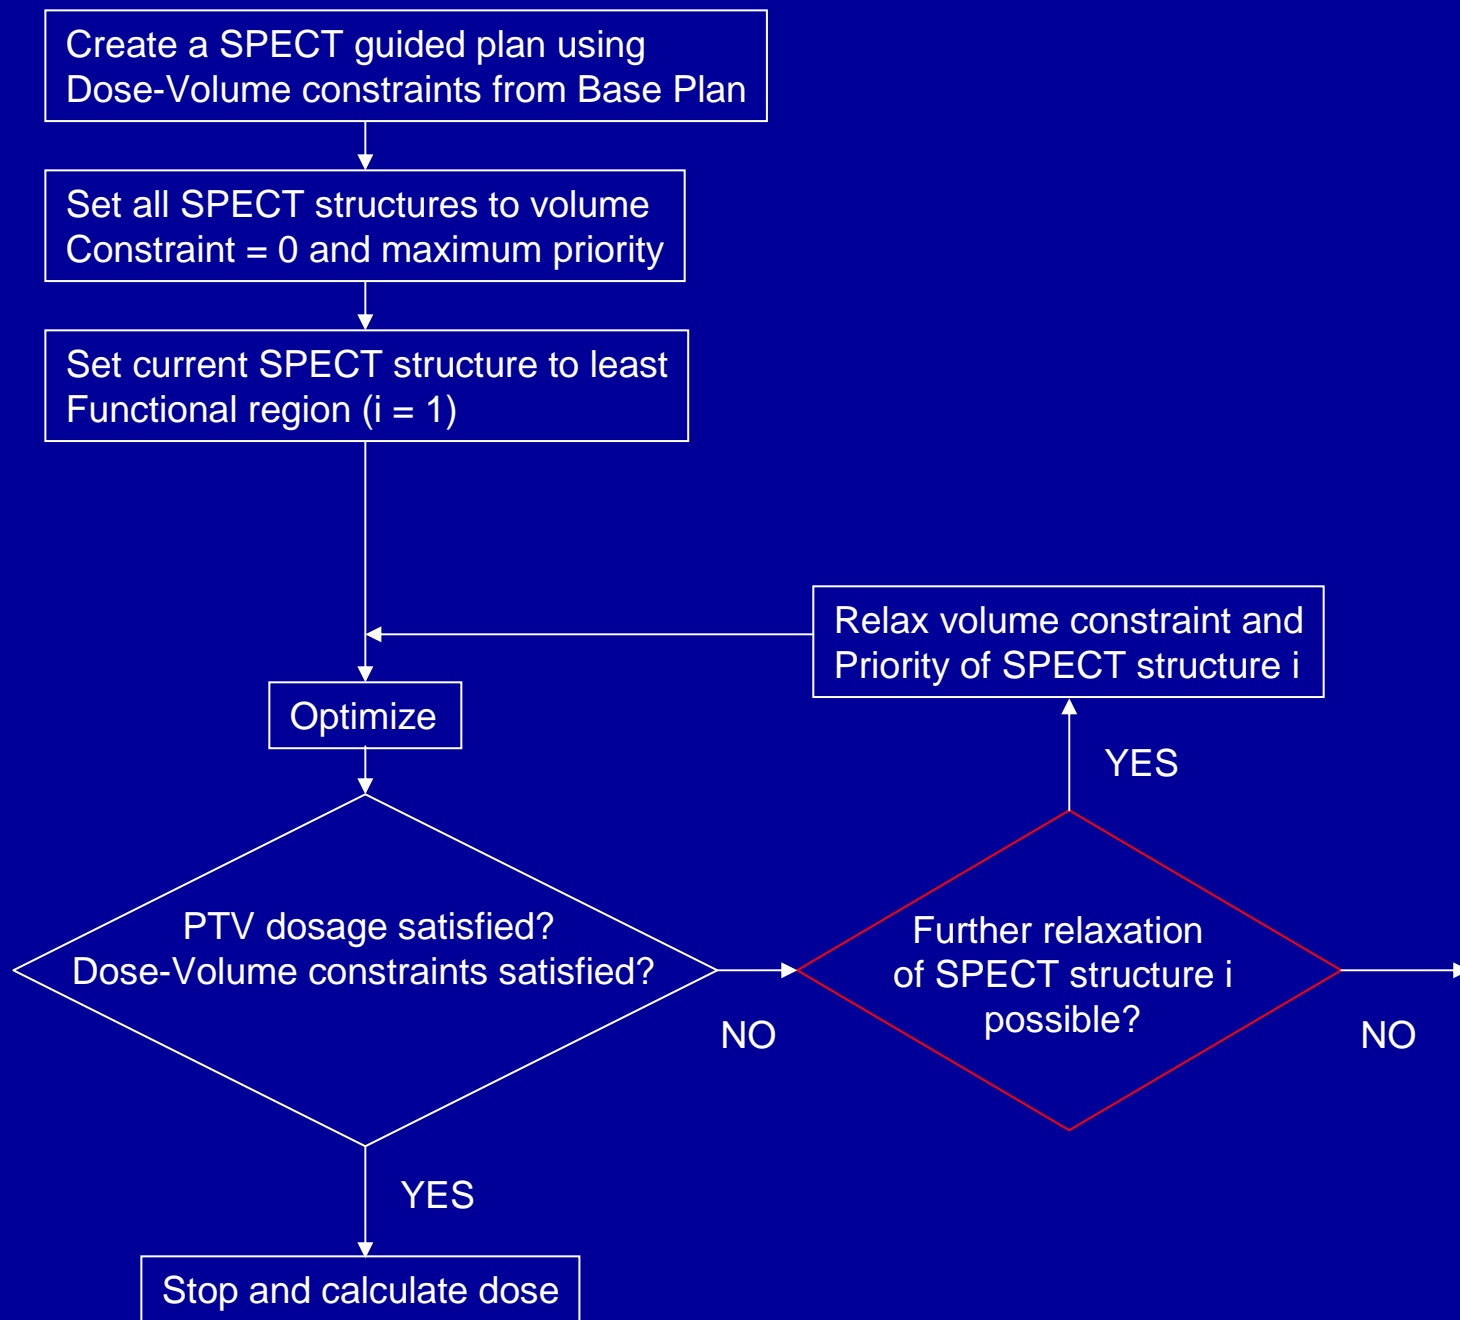 Create a SPECT guided plan using
Dose-Volume constraints from Base Plan
Set all SPECT structures to volume
Constraint = 0 and maximum priority
Set current SPECT structure to least
Functional region (i = 1)
Relax volume constraint and
Priority of SPECT structure i
Optimize
YES
PTV dosage satisfied?
Dose-Volume constraints satisfied?
NO
Further relaxation
of SPECT structure i
possible?
NO
YES
Stop and calculate dose